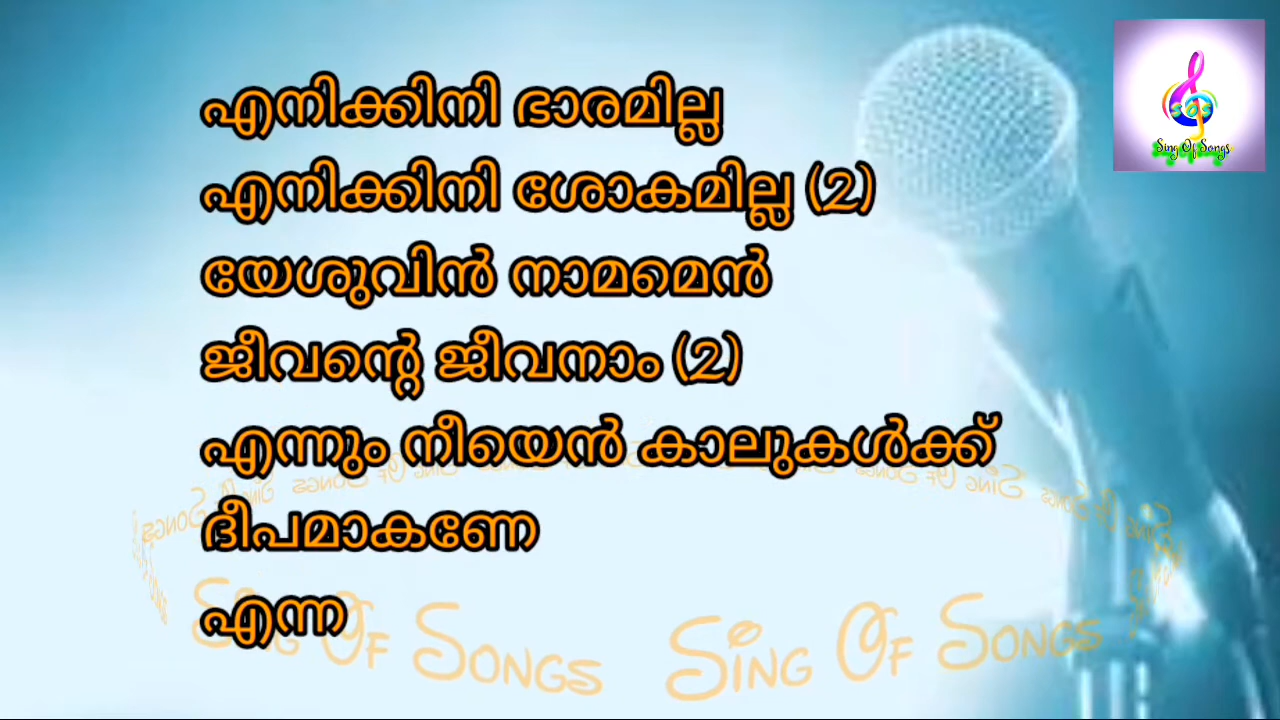 എനിക്കിനി ഭാരമില്ല
എനിക്കിനി ശോകമില്ല (2)
യേശുവിൻ നാമമെൻ
ജീവന്റെ ജീവനാം (2)
എന്നും നീയെൻ കാലുകൾക്ക്
ദീപമാകണേ
എന്ന
SOS
Sing Of Songs
Sing Of Songs Sing Of Songs